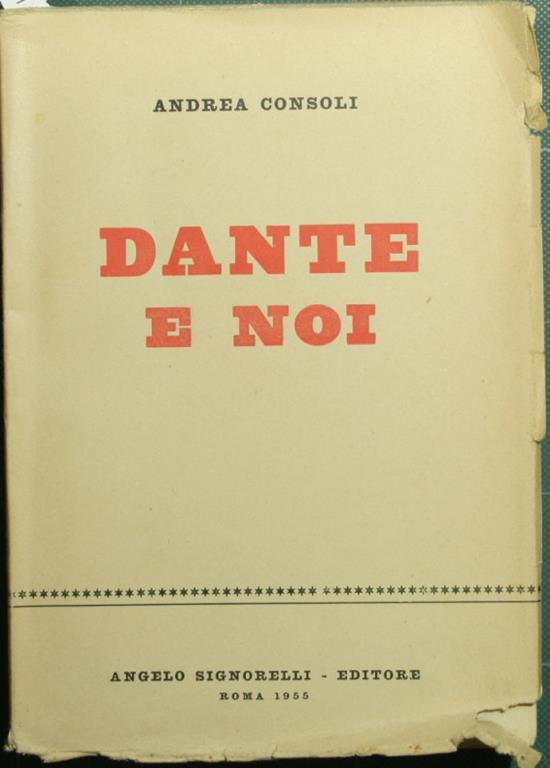 ANDREA CONSOLI
DANTE
E NOI
ANGELO SIGNORELLI - EDITORE
ROMA 1955